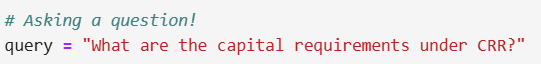 # Asking a question!
query = "What are the capital requirements under CRR?"